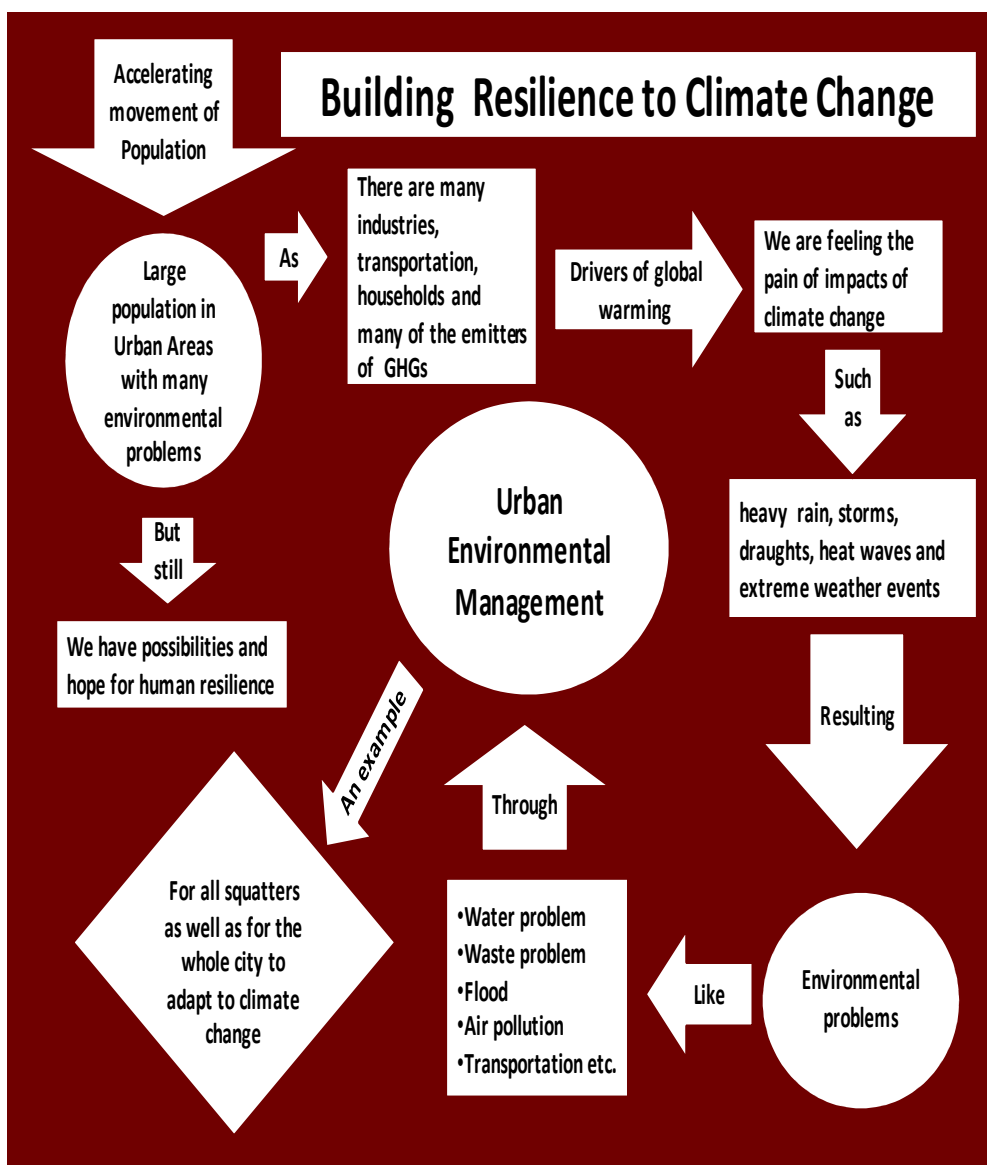 Building Resilience to Climate Change
Accelerating
movement of
Population
Large
population in
Urban Areas
with many
environmental
problems
As
There are many
industries,
transportation,
households and
many of the emitters
of GHGs
Drivers of global
warming
We are feeling the
pain of impacts of
climate change
Such
as
heavy rain, storms,
draughts, heat waves and
extreme weather events
Resulting
Environmental
problems
Like
•Water problem
•Waste problem
•Flood
•Air pollution
•Transportation etc.
Through
Urban
Environmental
Management
An example
For all squatters
as well as for the
whole city to
adapt to climate
change
But
still
We have possibilities and
hope for human resilience